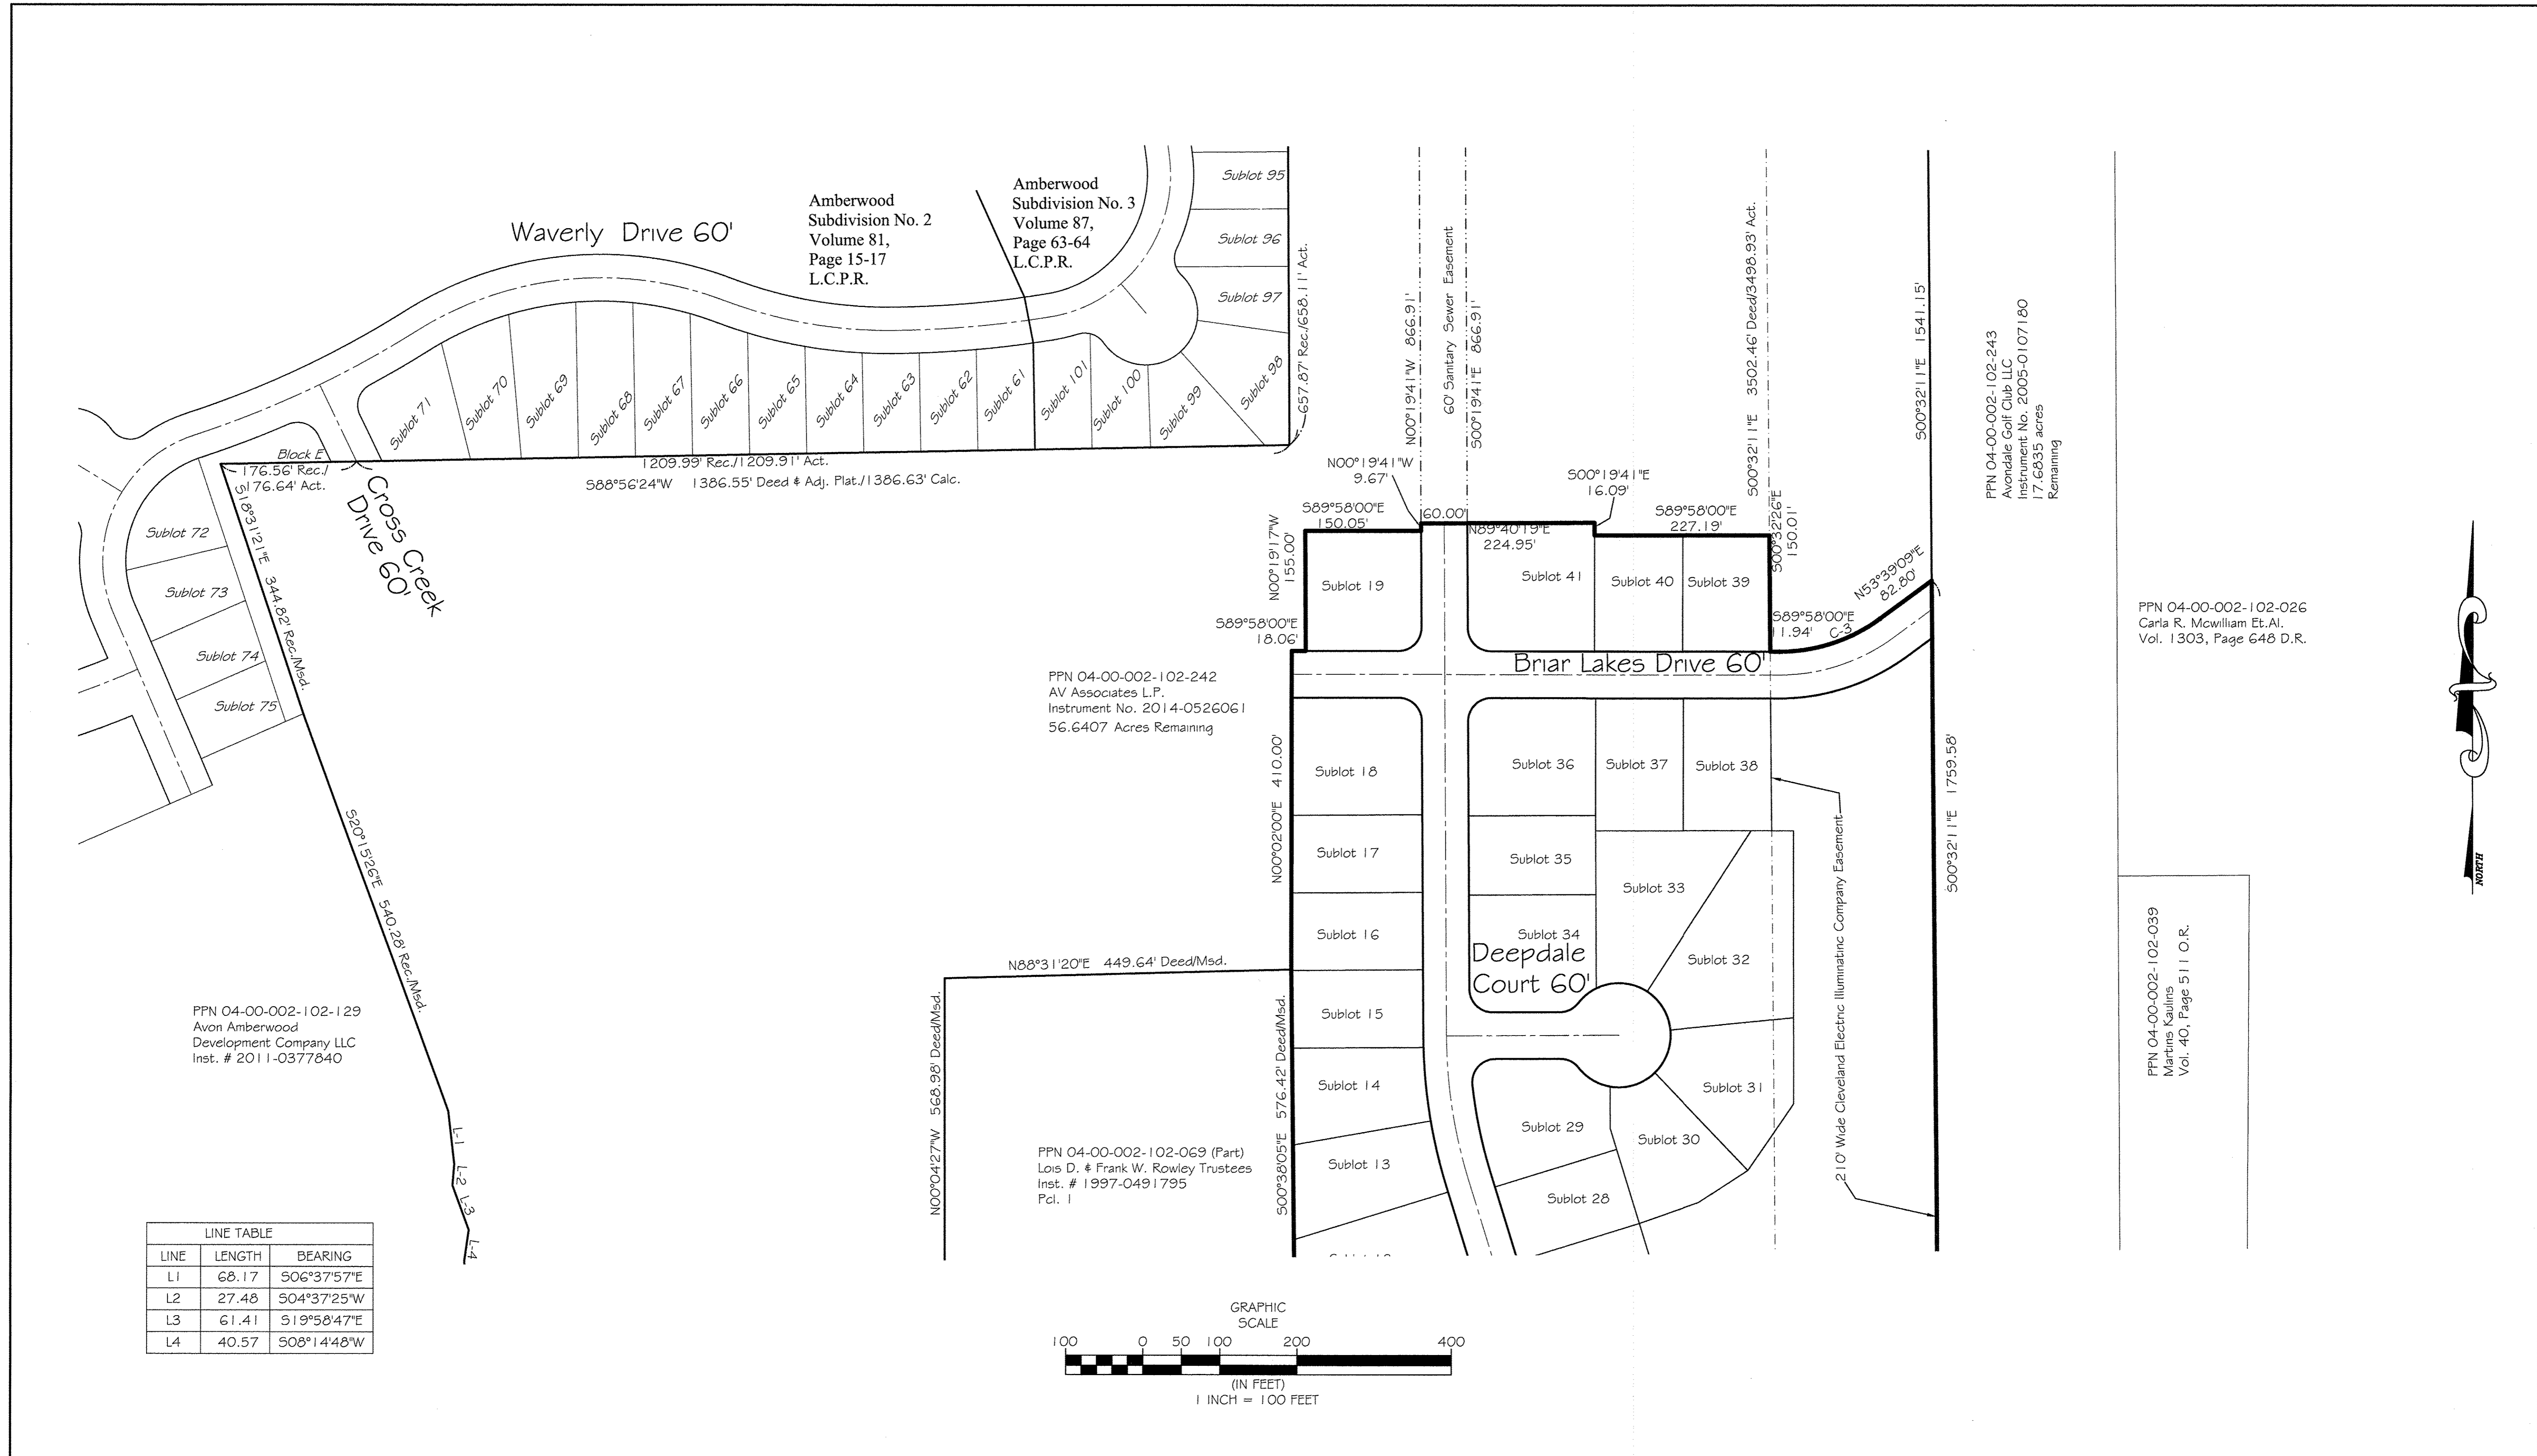 Waverly Drive 60'
Amberwood
Subdivision No. 2
Volume 81,
Page 15-17
L.C.P.R.
Amberwood
Subdivision No. 3
Volume 87,
Page 63-64
L.C.P.R.
Sublot 95
Sublot 96
Sublot 97
Sublot 98
Sublot 99
Sublot 100
Sublot 101
Sublot 61
Sublot 62
Sublot 63
Sublot 64
Sublot 65
Sublot 66
Sublot 67
Sublot 68
Sublot 69
Sublot 70
Sublot 71
657.87' Rec./658.11' Act.
Block E
176.56' Rec./
176.64' Act.
1209.99' Rec./1209.91' Act.
S88°56'24"W 1386.55' Deed & Adj. Plat./1386.63' Calc.
Cross Creek
Drive 60'
Sublot 72
Sublot 73
Sublot 74
Sublot 75
S18°31'21"E 344.82' Rec./Msd.
S20°15'26"E 540.28' Rec./Msd.
L-1
L-2
L-3
L-4
PPN 04-00-002-102-129
Avon Amberwood
Development Company LLC
Inst. # 2011-0377840
N00°19'41"W 866.91'
60' Sanitary Sewer Easement
S00°19'41"E 866.91'
S00°32'11"E 3502.46' Deed/3498.93' Act.
S00°32'11"E 1541.15'
PPN 04-00-002-102-243
Avondale Golf Club LLC
Instrument No. 2005-0107180
17.6835 acres
Remaining
N00°19'41"W
9.67'
S00°19'41"E
16.09'
S89°58'00"E
150.05'
60.00'
N89°40'19"E
224.95'
S89°58'00"E
227.19'
S00°32'26"E
150.01'
N00°19'17"W
155.00'
S89°58'00"E
18.06'
S89°58'00"E
11.94'
C-3
N53°39'09"E
82.80'
Sublot 19
Sublot 41
Sublot 40
Sublot 39
Briar Lakes Drive 60'
PPN 04-00-002-102-242
AV Associates L.P.
Instrument No. 2014-0526061
56.6407 Acres Remaining
PPN 04-00-002-102-026
Carla R. Mcwilliam Et.Al.
Vol. 1303, Page 648 D.R.
N00°02'00"E 410.00'
Sublot 18
Sublot 36
Sublot 37
Sublot 38
Sublot 17
Sublot 35
Sublot 33
Sublot 16
Sublot 34
Sublot 32
Deepdale
Court 60'
Sublot 15
Sublot 14
Sublot 31
Sublot 29
Sublot 30
Sublot 13
Sublot 28
210' Wide Cleveland Electric Illuminating Company Easement
S00°32'11"E 1759.58'
N88°31'20"E 449.64' Deed/Msd.
N00°04'27"W 568.98' Deed/Msd.
S00°38'05"E 576.42' Deed/Msd.
PPN 04-00-002-102-069 (Part)
Lois D. & Frank W. Rowley Trustees
Inst. # 1997-0491795
Pcl. 1
PPN 04-00-002-102-039
Martins Kaulins
Vol. 40, Page 511 O.R.
NORTH
LINE TABLE
LINE LENGTH BEARING
L1 68.17 S06°37'57"E
L2 27.48 S04°37'25"W
L3 61.41 S19°58'47"E
L4 40.57 S08°14'48"W
GRAPHIC
SCALE
100 0 50 100 200 400
(IN FEET)
1 INCH = 100 FEET